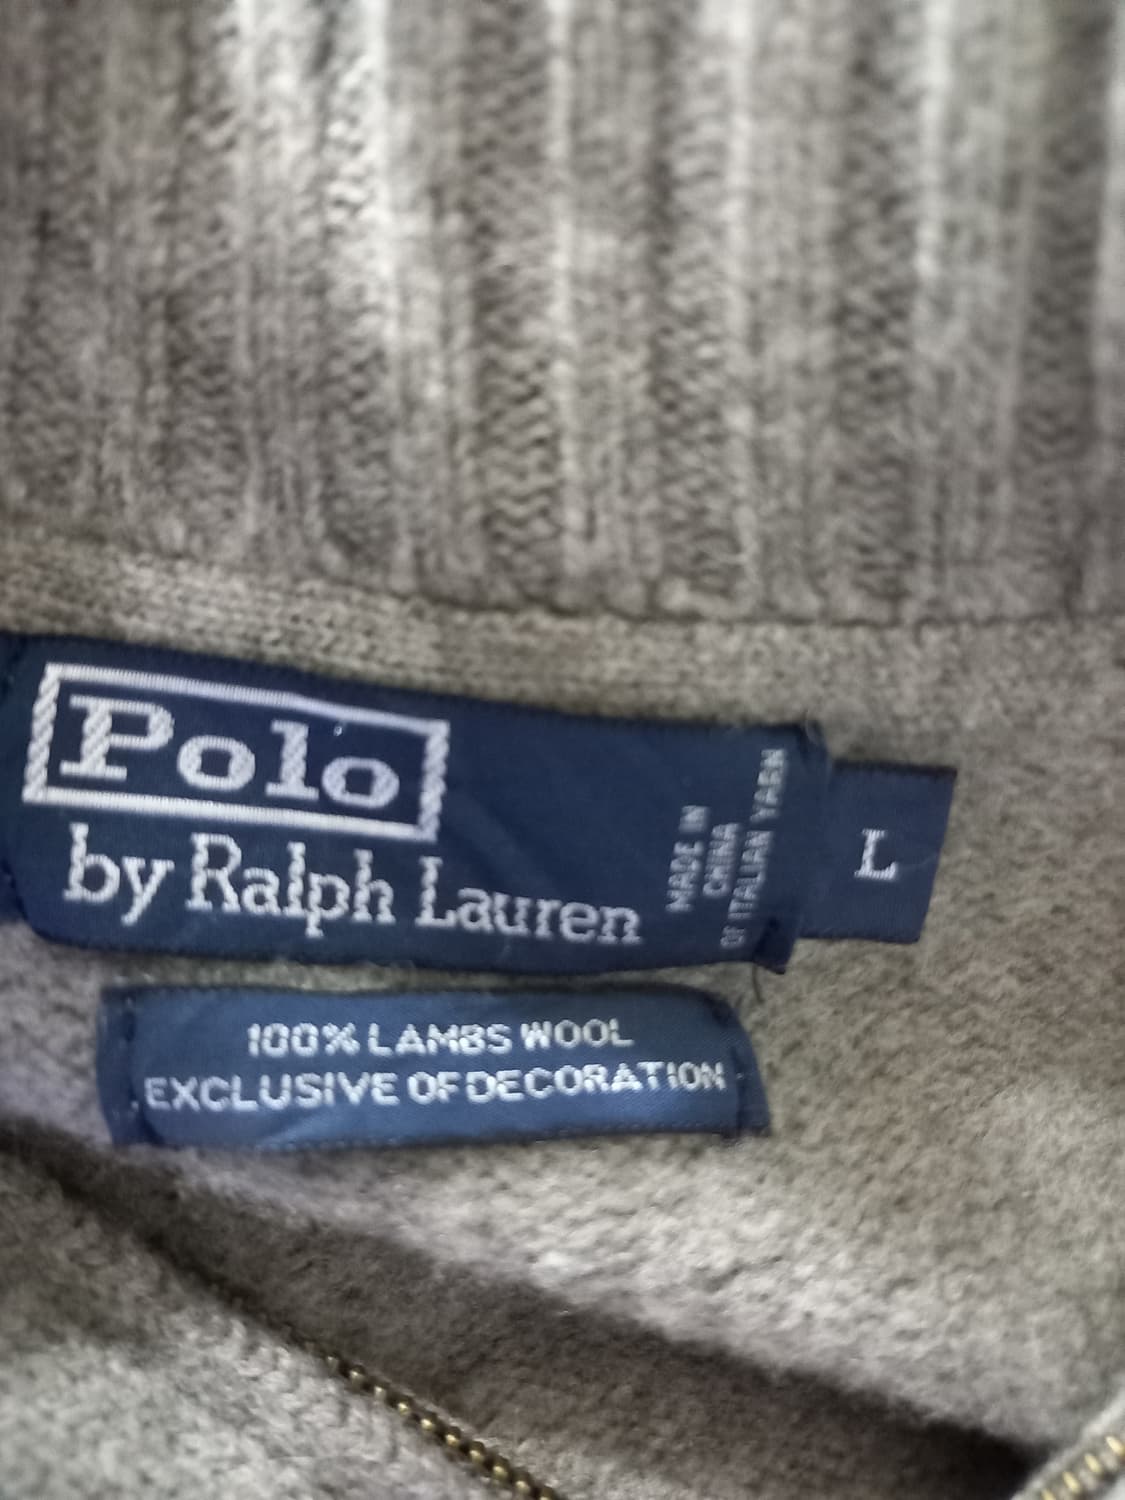 Polo
by Ralph Lauren
MADE IN
CHINA
OF ITALIAN YARN
L
100% LAMBS WOOL
EXCLUSIVE OF DECORATION